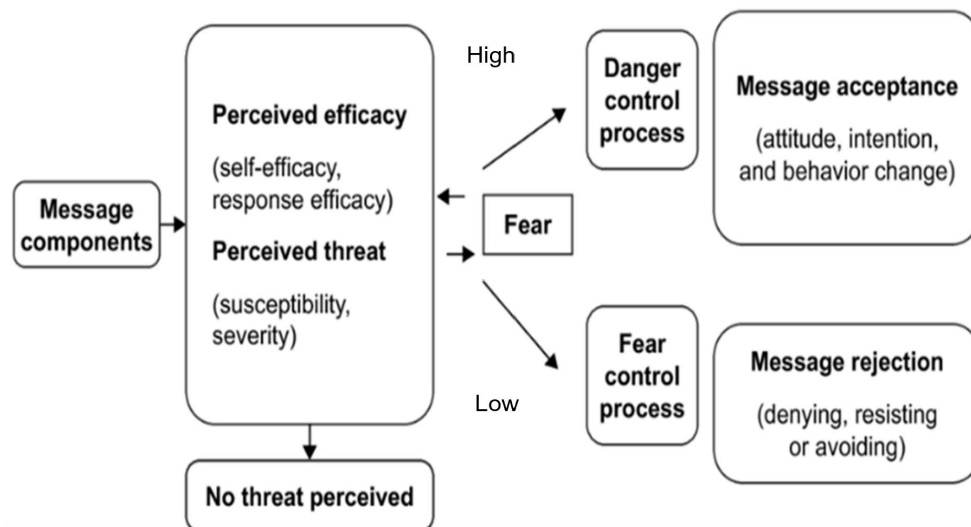 Message
components
Perceived efficacy
(self-efficacy,
response efficacy)
Perceived threat
(susceptibility,
severity)
No threat perceived
High
Fear
Low
Danger
control
process
Message acceptance
(attitude, intention,
and behavior change)
Fear
control
process
Message rejection
(denying, resisting
or avoiding)